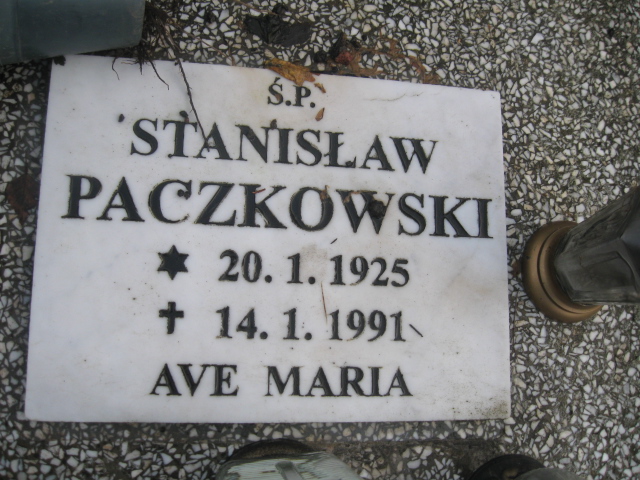 Ś.P.
STANISŁAW
PACZKOWSKI
✶ 20. 1. 1925
✝ 14. 1. 1991
AVE MARIA